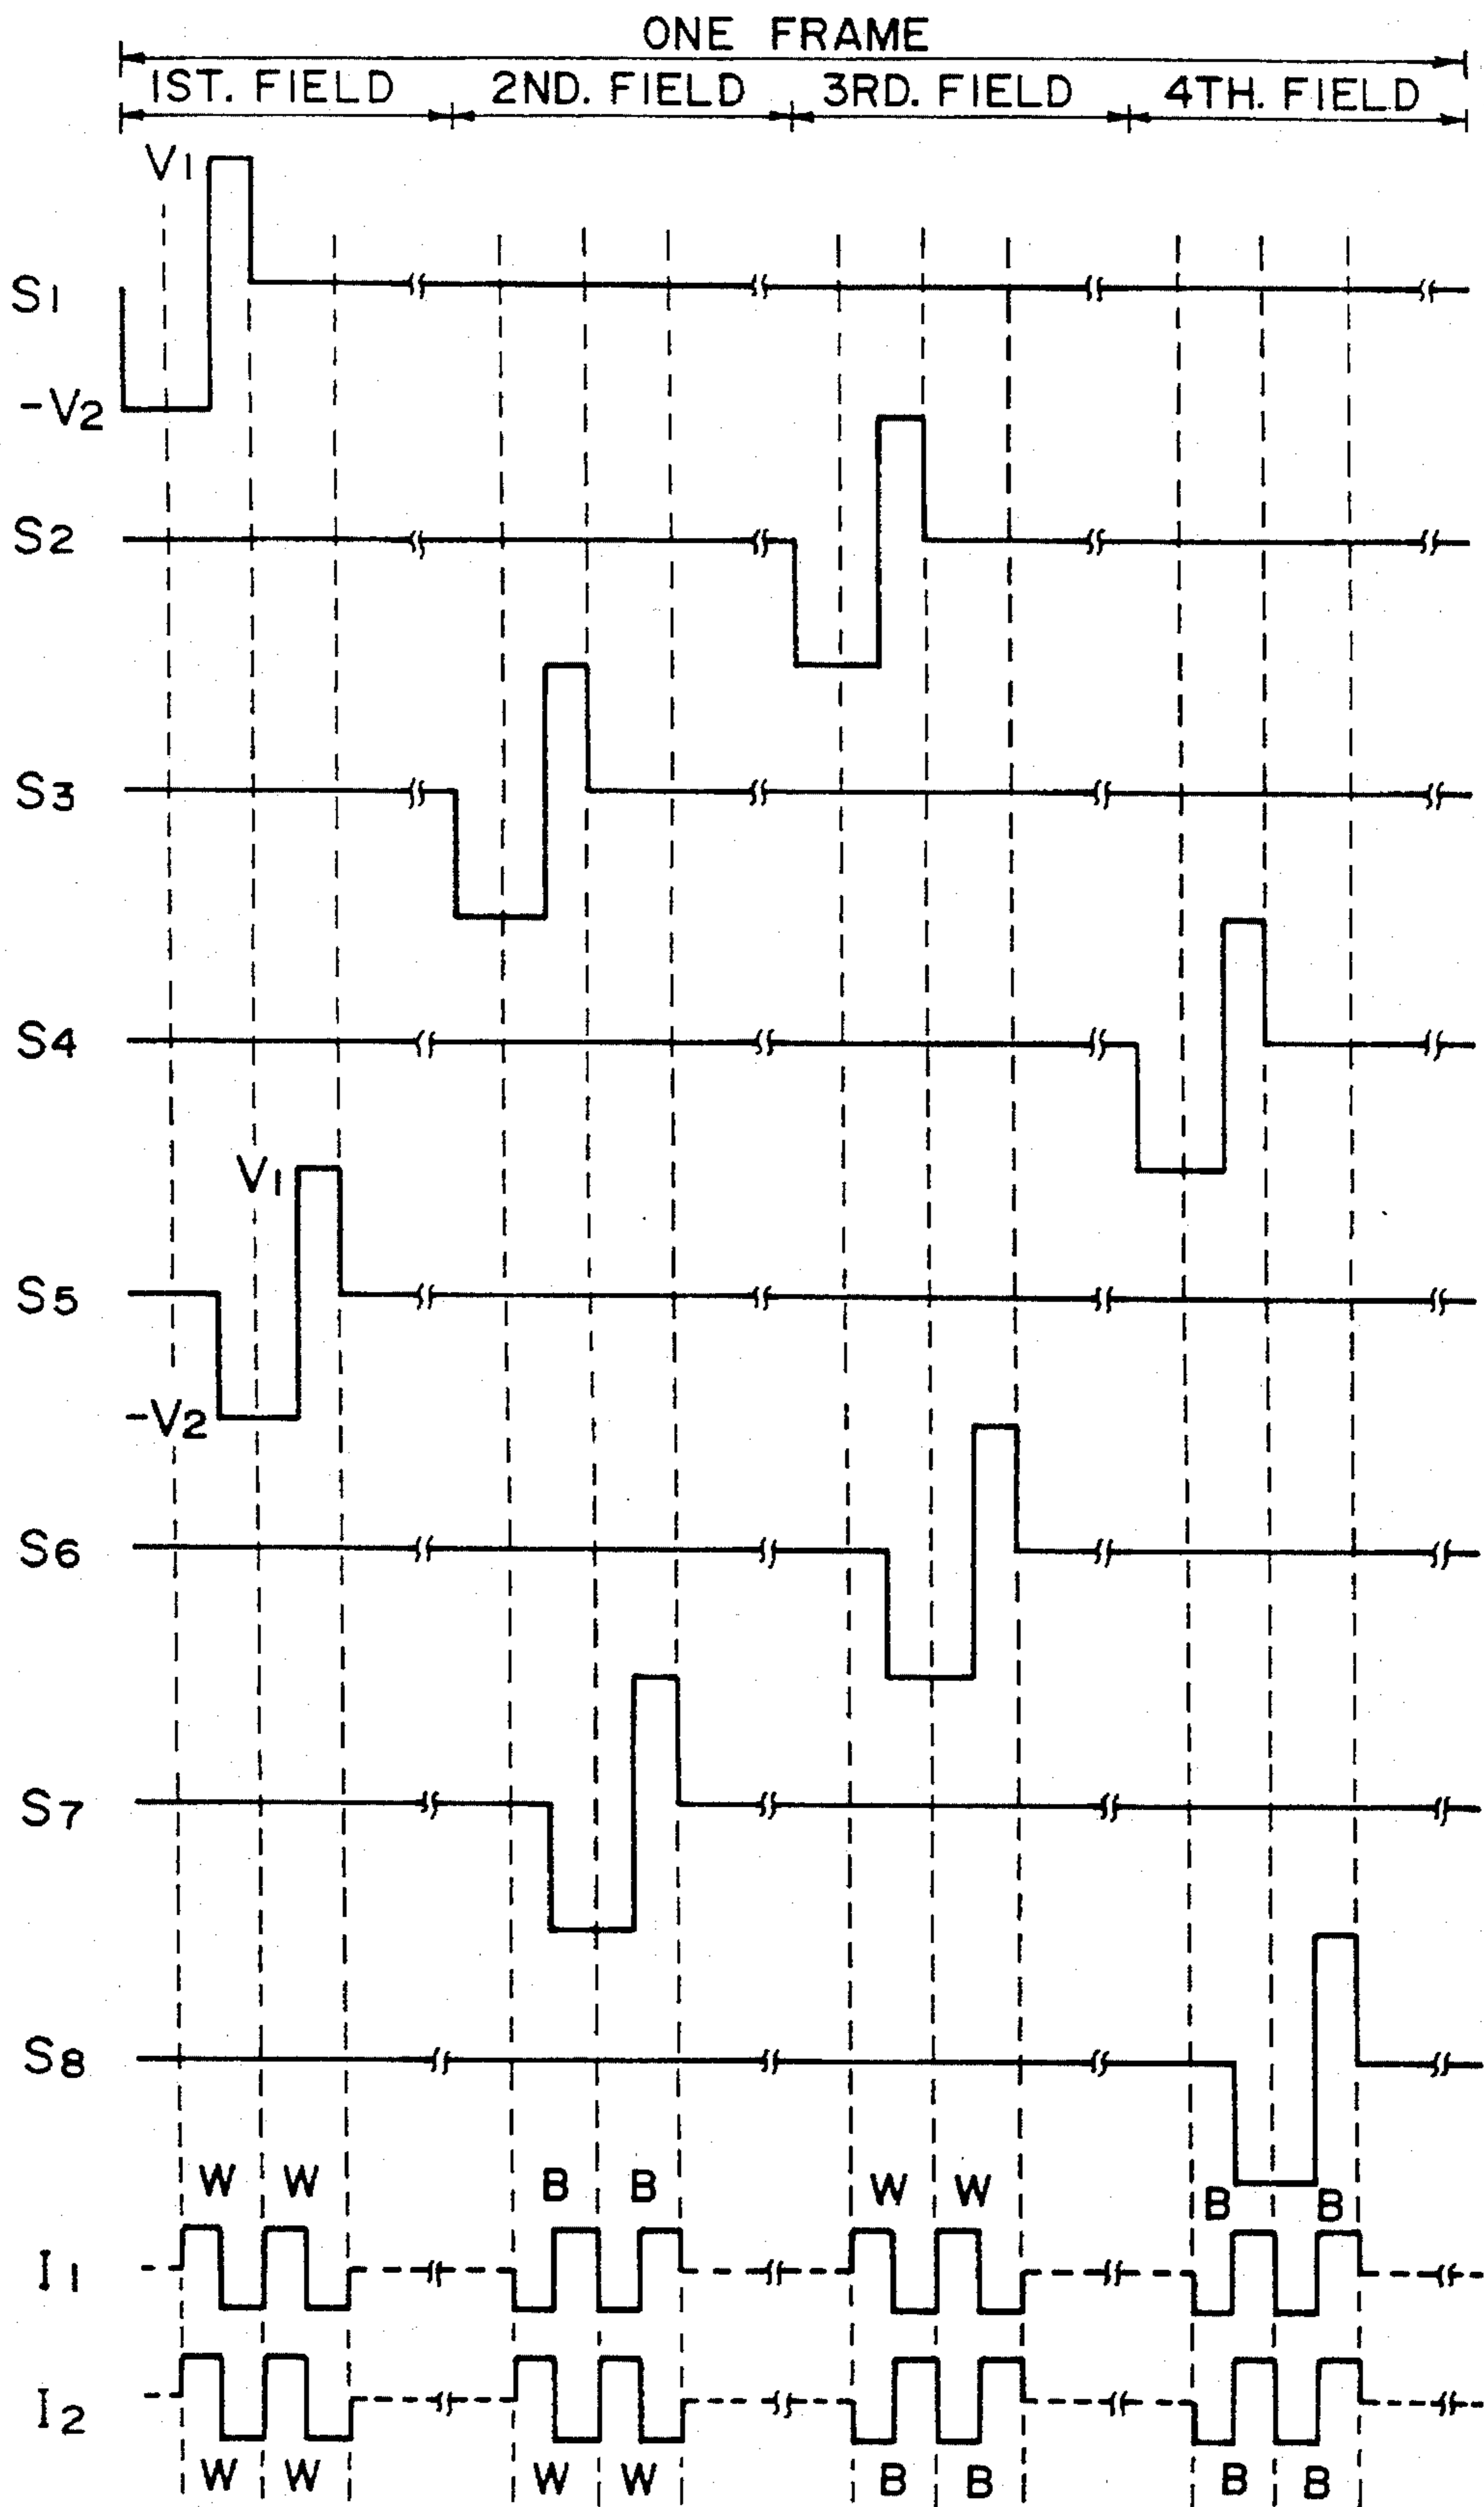 ONE FRAME
1ST. FIELD 2ND. FIELD 3RD. FIELD 4TH. FIELD
V1
S1
-V2
S2
S3
S4
V1
S5
-V2
S6
S7
S8
W W B B W W B B
I1
I2
W W W W B B B B